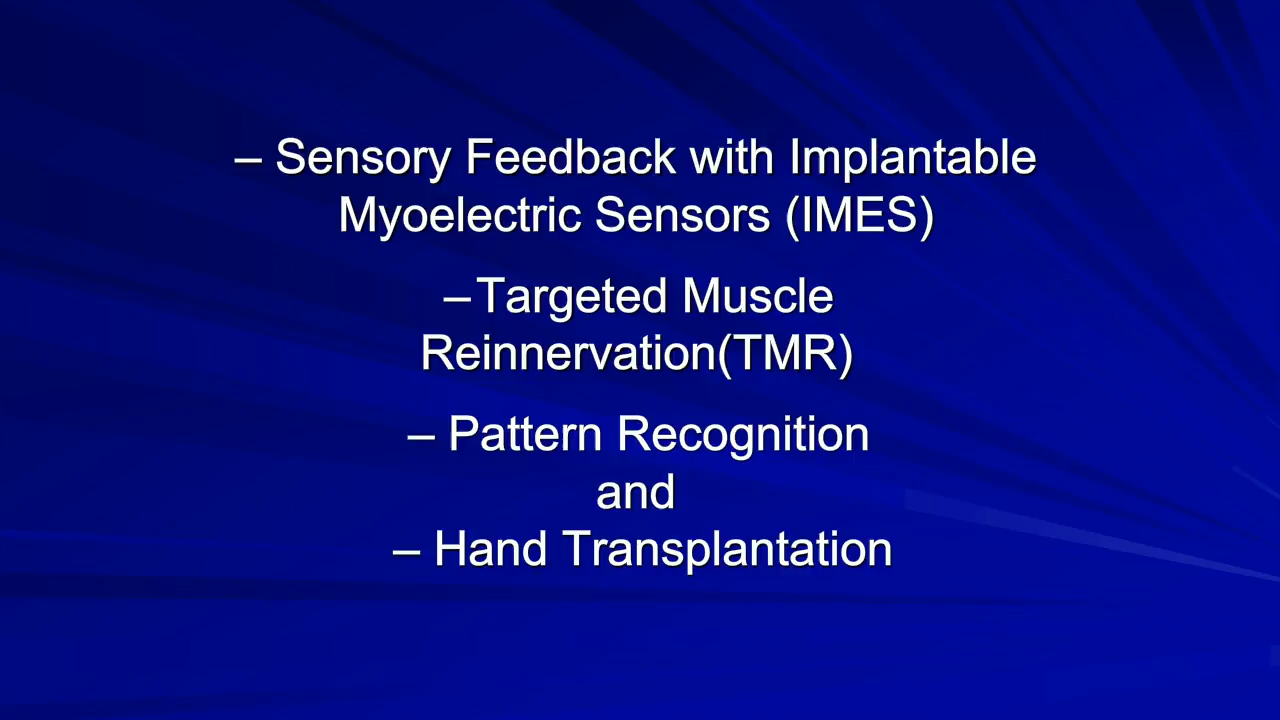 – Sensory Feedback with Implantable
Myoelectric Sensors (IMES)
– Targeted Muscle
Reinnervation(TMR)
– Pattern Recognition
and
– Hand Transplantation